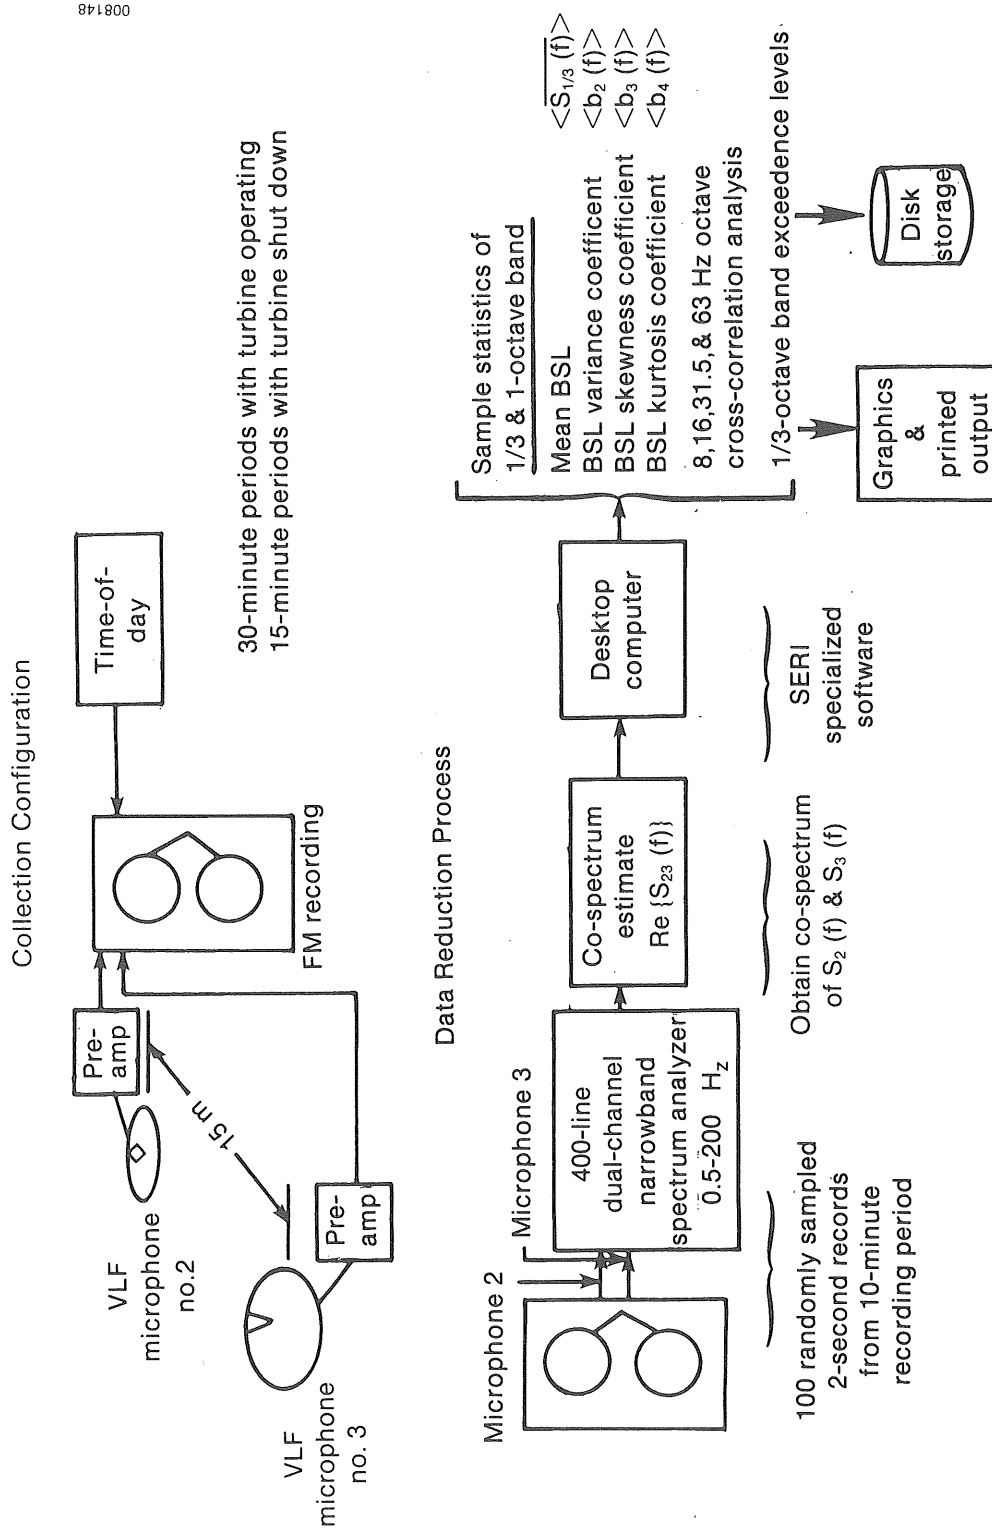 008148
Collection Configuration
VLF
microphone
no.2
Pre-
amp
15 m
VLF
microphone
no. 3
Pre-
amp
FM recording
Time-of-
day
30-minute periods with turbine operating
15-minute periods with turbine shut down
Data Reduction Process
Microphone 2
Microphone 3
400-line
dual-channel
narrowband
spectrum analyzer
0.5-200 Hz
Co-spectrum
estimate
Re {S23 (f)}
Desktop
computer
100 randomly sampled
2-second records
from 10-minute
recording period
Obtain co-spectrum
of S2 (f) & S3 (f)
SERI
specialized
software
Sample statistics of
1/3 & 1-octave band
Mean BSL <S1/3 (f)>
BSL variance coefficent <b2 (f)>
BSL skewness coefficient <b3 (f)>
BSL kurtosis coefficient <b4 (f)>
8,16,31.5,& 63 Hz octave
cross-correlation analysis
1/3-octave band exceedence levels
Graphics
&
printed
output
Disk
storage